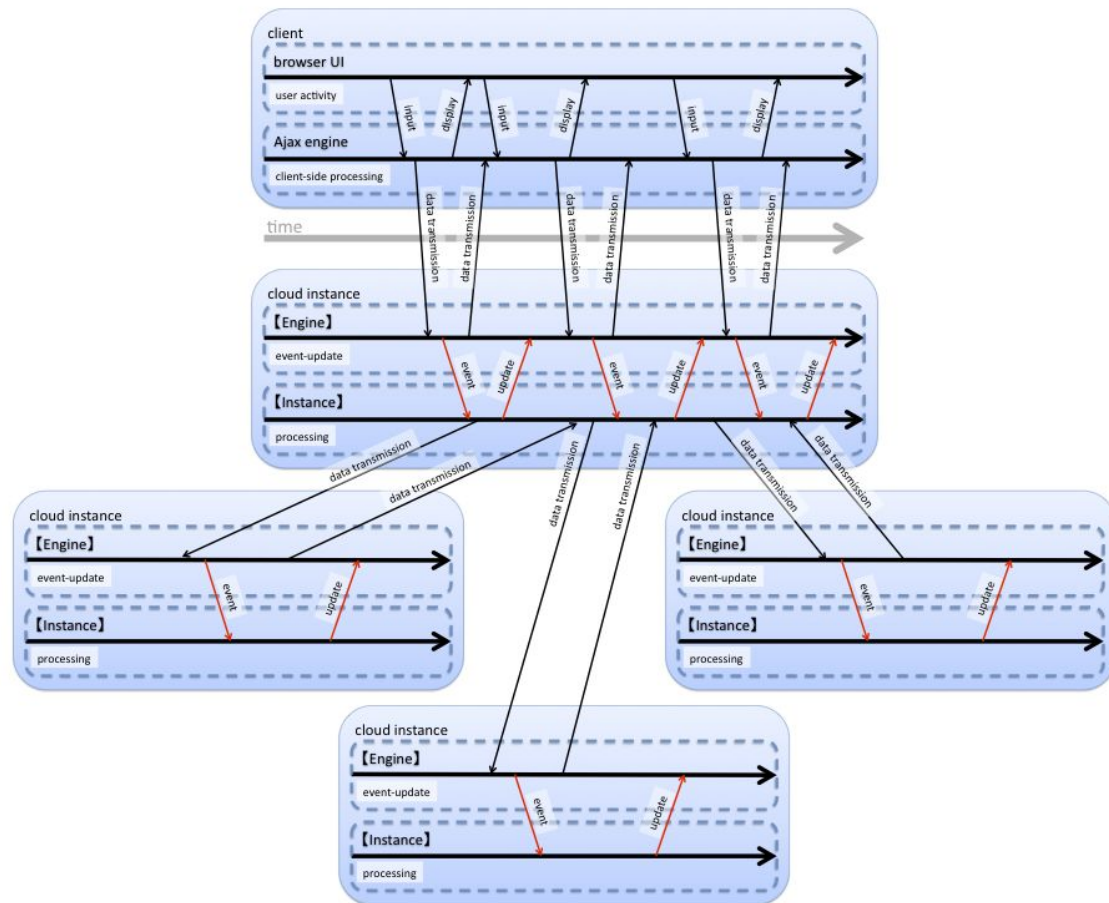 client
browser UI
user activity
input
display
input
display
input
display
Ajax engine
client-side processing
data transmission
data transmission
data transmission
data transmission
data transmission
data transmission
time
cloud instance
【Engine】
event-update
event
update
event
update
event
update
【Instance】
processing
data transmission
data transmission
data transmission
data transmission
data transmission
data transmission
cloud instance
【Engine】
event-update
event
update
【Instance】
processing
cloud instance
【Engine】
event-update
event
update
【Instance】
processing
cloud instance
【Engine】
event-update
event
update
【Instance】
processing